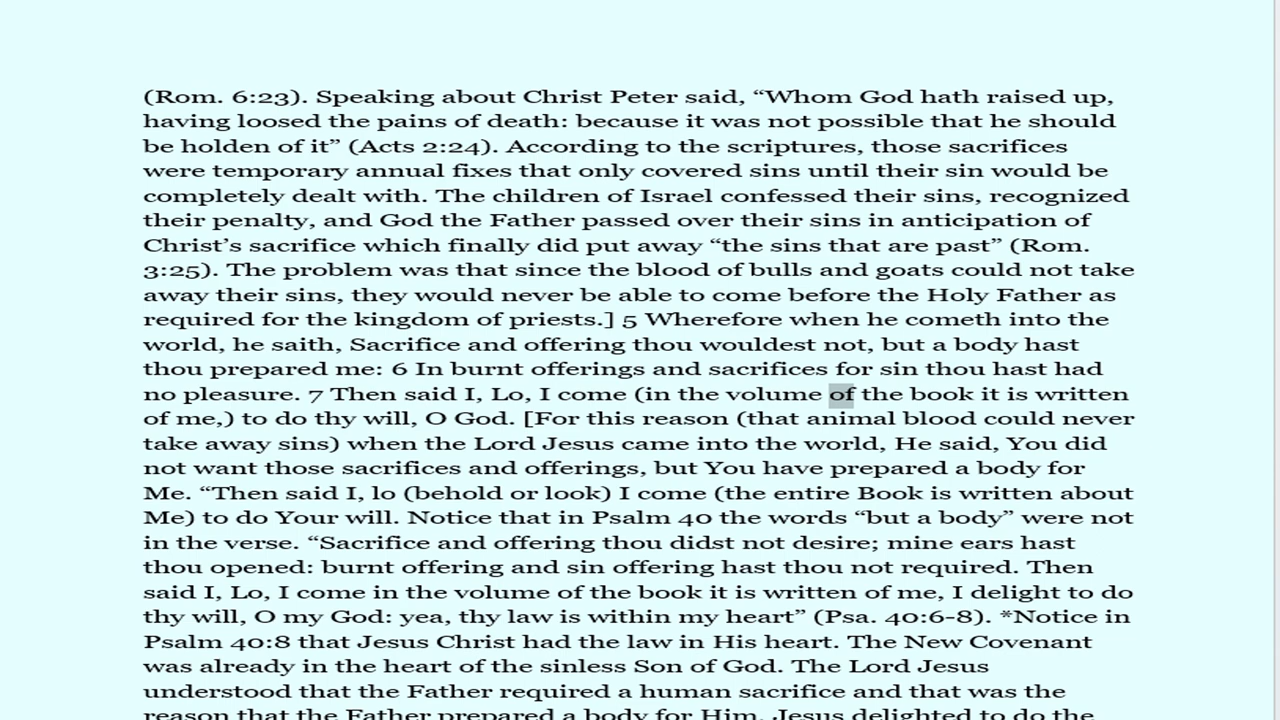 (Rom. 6:23). Speaking about Christ Peter said, “Whom God hath raised up,
having loosed the pains of death: because it was not possible that he should
be holden of it” (Acts 2:24). According to the scriptures, those sacrifices
were temporary annual fixes that only covered sins until their sin would be
completely dealt with. The children of Israel confessed their sins, recognized
their penalty, and God the Father passed over their sins in anticipation of
Christ’s sacrifice which finally did put away “the sins that are past” (Rom.
3:25). The problem was that since the blood of bulls and goats could not take
away their sins, they would never be able to come before the Holy Father as
required for the kingdom of priests.] 5 Wherefore when he cometh into the
world, he saith, Sacrifice and offering thou wouldest not, but a body hast
thou prepared me: 6 In burnt offerings and sacrifices for sin thou hast had
no pleasure. 7 Then said I, Lo, I come (in the volume of the book it is written
of me,) to do thy will, O God. [For this reason (that animal blood could never
take away sins) when the Lord Jesus came into the world, He said, You did
not want those sacrifices and offerings, but You have prepared a body for
Me. “Then said I, lo (behold or look) I come (the entire Book is written about
Me) to do Your will. Notice that in Psalm 40 the words “but a body” were not
in the verse. “Sacrifice and offering thou didst not desire; mine ears hast
thou opened: burnt offering and sin offering hast thou not required. Then
said I, Lo, I come in the volume of the book it is written of me, I delight to do
thy will, O my God: yea, thy law is within my heart” (Psa. 40:6-8). *Notice in
Psalm 40:8 that Jesus Christ had the law in His heart. The New Covenant
was already in the heart of the sinless Son of God. The Lord Jesus
understood that the Father required a human sacrifice and that was the
reason that the Father prepared a body for Him. Jesus delighted to do the